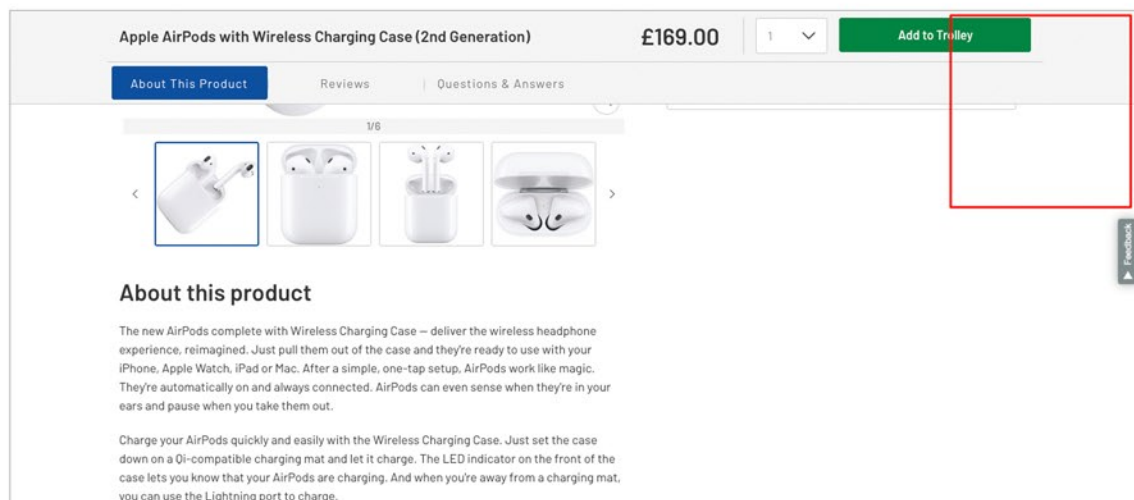 Apple AirPods with Wireless Charging Case (2nd Generation)
£169.00
1
Add to Trolley
About This Product
Reviews
Questions & Answers
1/6
About this product
The new AirPods complete with Wireless Charging Case – deliver the wireless headphone
experience, reimagined. Just pull them out of the case and they're ready to use with your
iPhone, Apple Watch, iPad or Mac. After a simple, one-tap setup, AirPods work like magic.
They're automatically on and always connected. AirPods can even sense when they're in your
ears and pause when you take them out.
Charge your AirPods quickly and easily with the Wireless Charging Case. Just set the case
down on a Qi-compatible charging mat and let it charge. The LED indicator on the front of the
case lets you know that your AirPods are charging. And when you're away from a charging mat,
you can use the Lightning port to charge.
Feedback